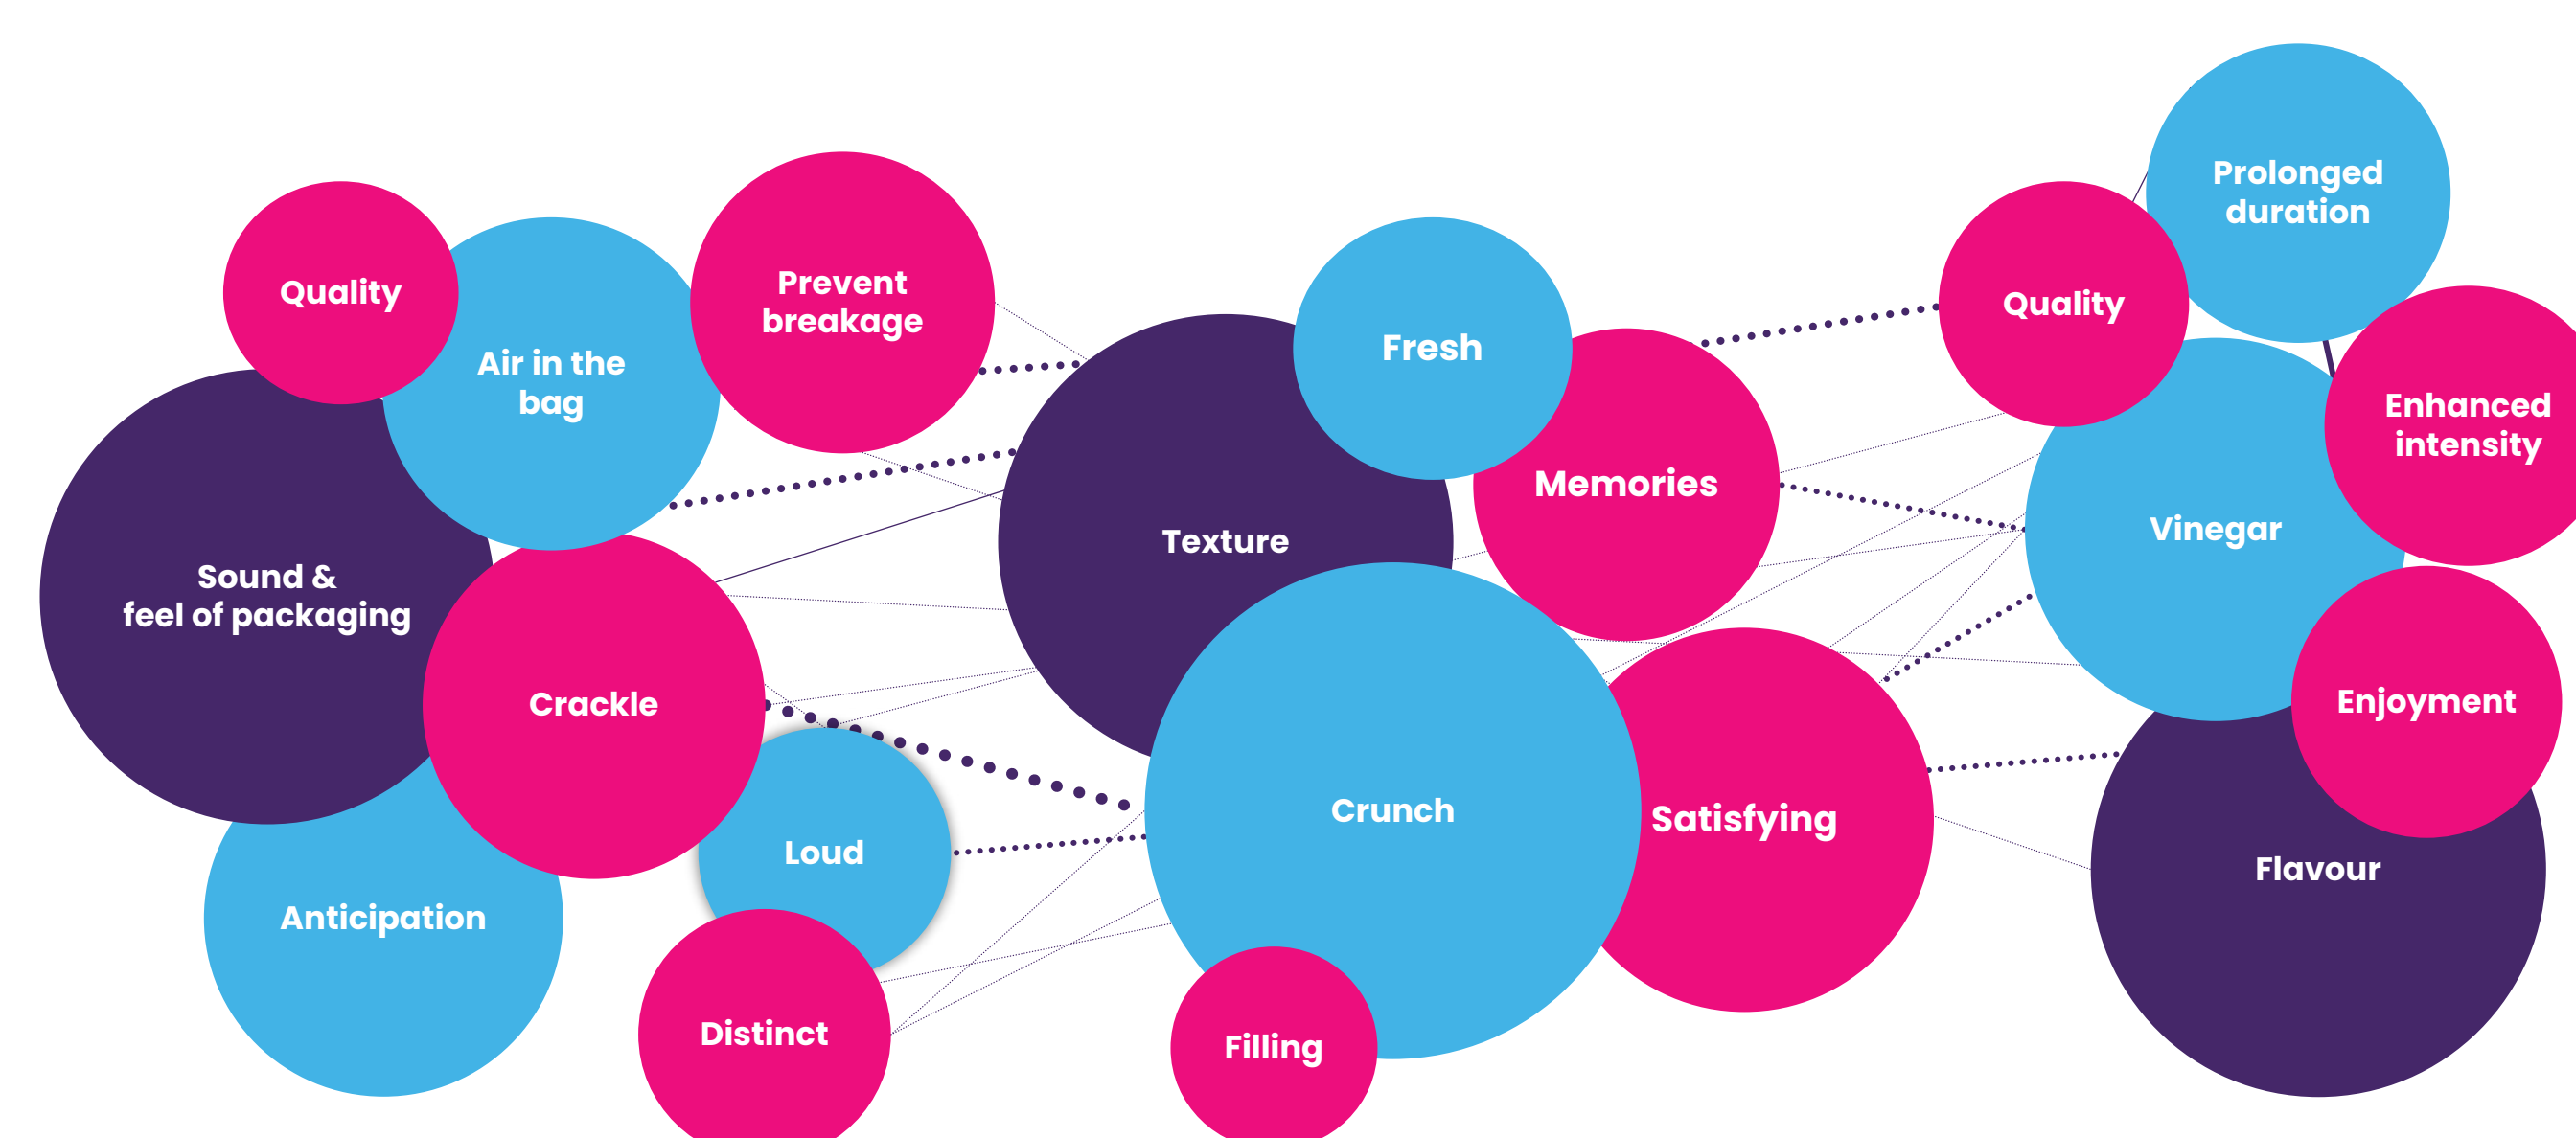 Quality
Air in the
bag
Prevent
breakage
Sound &
feel of packaging
Crackle
Anticipation
Loud
Distinct
Fresh
Memories
Texture
Crunch
Satisfying
Filling
Prolonged
duration
Quality
Enhanced
intensity
Vinegar
Enjoyment
Flavour